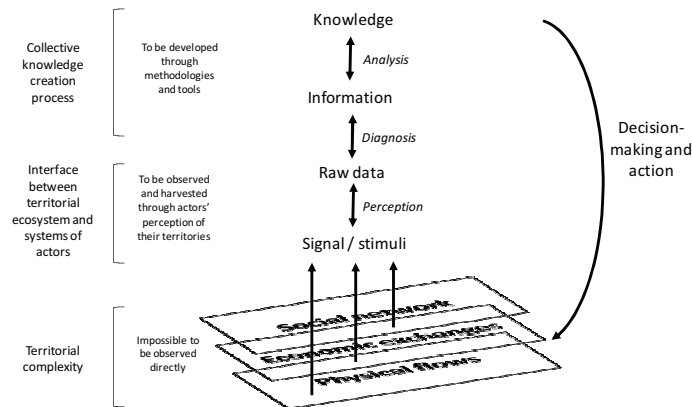 Knowledge
Collective
knowledge
creation
process
To be developed
through
methodologies
and tools
Analysis
Information
Diagnosis
Decision-
making and
action
Interface
between
territorial
ecosystem and
systems of
actors
To be observed
and harvested
through actors'
perception of
their territories
Raw data
Perception
Signal / stimuli
Social network
Economic exchanges
Physical flows
Territorial
complexity
Impossible to
be observed
directly